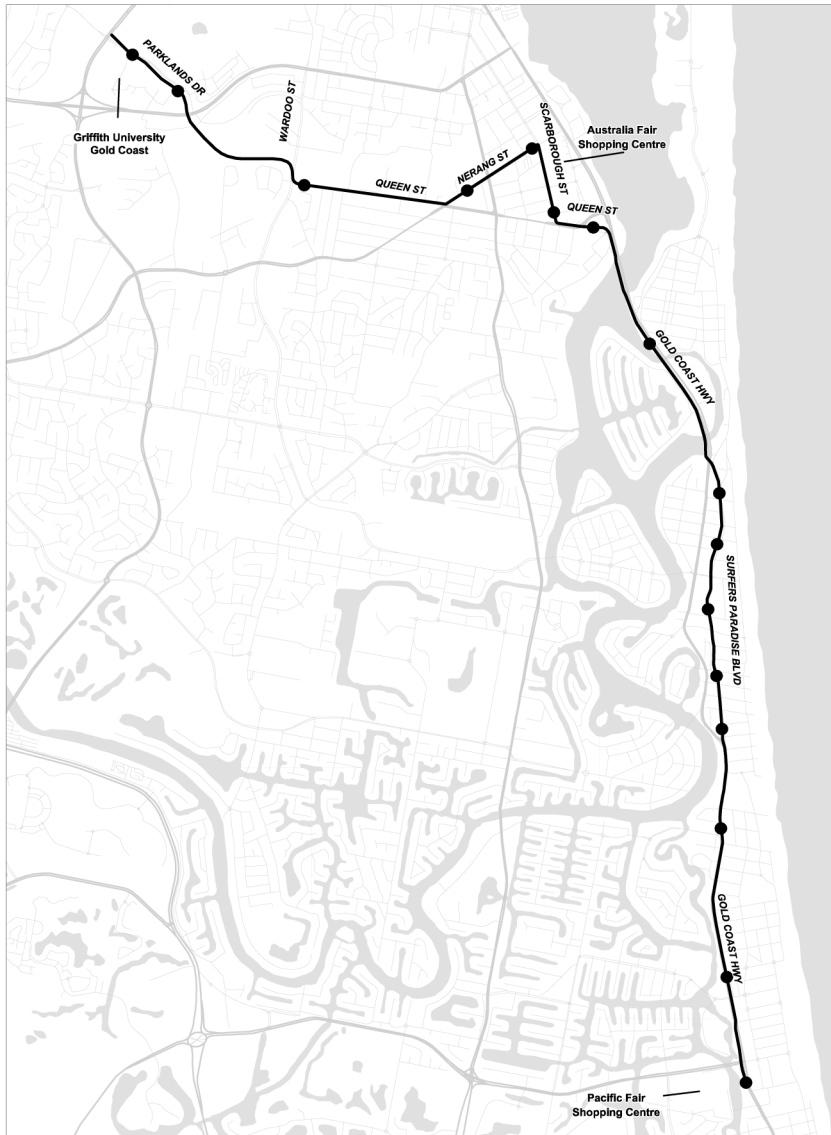 PARKLANDS DR
Griffith University
Gold Coast
WARDOO ST
QUEEN ST
NERANG ST
SCARBOROUGH ST
Australia Fair
Shopping Centre
QUEEN ST
GOLD COAST HWY
SURFERS PARADISE BLVD
GOLD COAST HWY
Pacific Fair
Shopping Centre